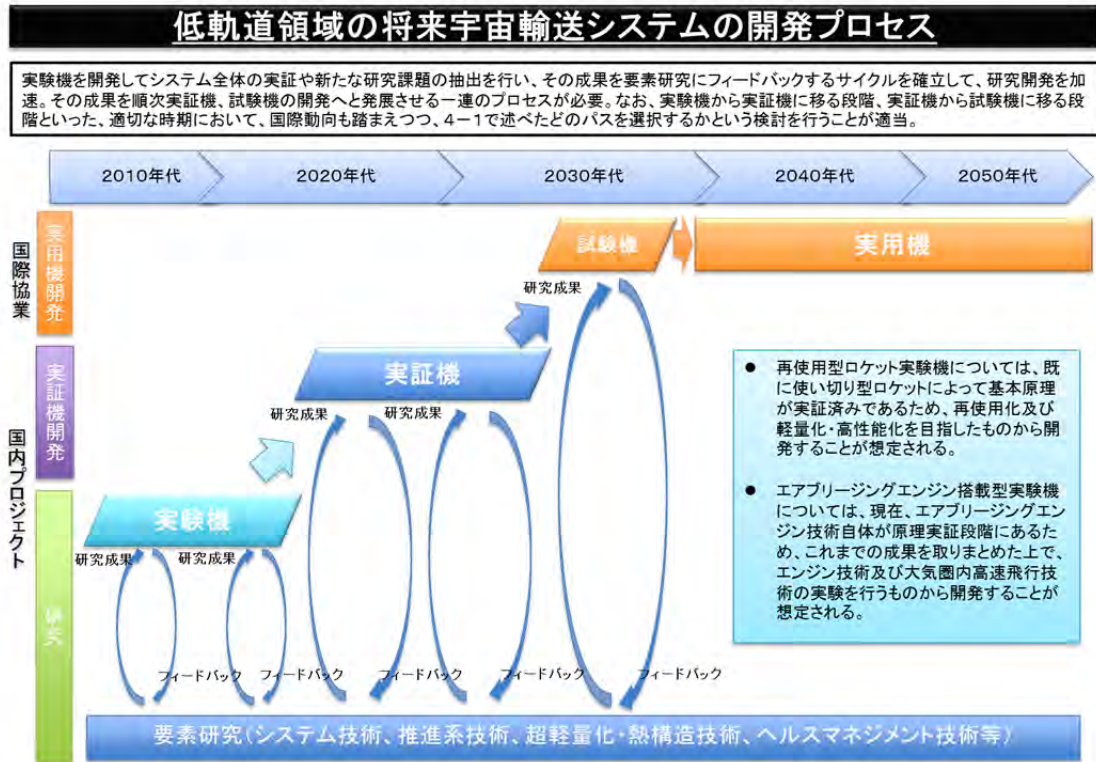 低軌道領域の将来宇宙輸送システムの開発プロセス
実験機を開発してシステム全体の実証や新たな研究課題の抽出を行い、その成果を要素研究にフィードバックするサイクルを確立して、研究開発を加
速。その成果を順次実証機、試験機の開発へと発展させる一連のプロセスが必要。なお、実験機から実証機に移る段階、実証機から試験機に移る段
階といった、適切な時期において、国際動向も踏まえつつ、4-1で述べたどのパスを選択するかという検討を行うことが適当。
2010年代
2020年代
2030年代
2040年代
2050年代
国際協業
実用機開発
試験機
実用機
研究成果
国内プロジェクト
実証機開発
実証機
研究成果
研究成果
● 再使用型ロケット実験機については、既
に使い切り型ロケットによって基本原理
が実証済みであるため、再使用化及び
軽量化・高性能化を目指したものから開
発することが想定される。
● エアブリージングエンジン搭載型実験機
については、現在、エアブリージングエン
ジン技術自体が原理実証段階にあるた
め、これまでの成果を取りまとめた上で、
エンジン技術及び大気圏内高速飛行技
術の実験を行うものから開発することが
想定される。
研究
実験機
研究成果
研究成果
フィードバック
フィードバック
フィードバック
フィードバック
フィードバック
要素研究(システム技術、推進系技術、超軽量化・熱構造技術、ヘルスマネジメント技術等)